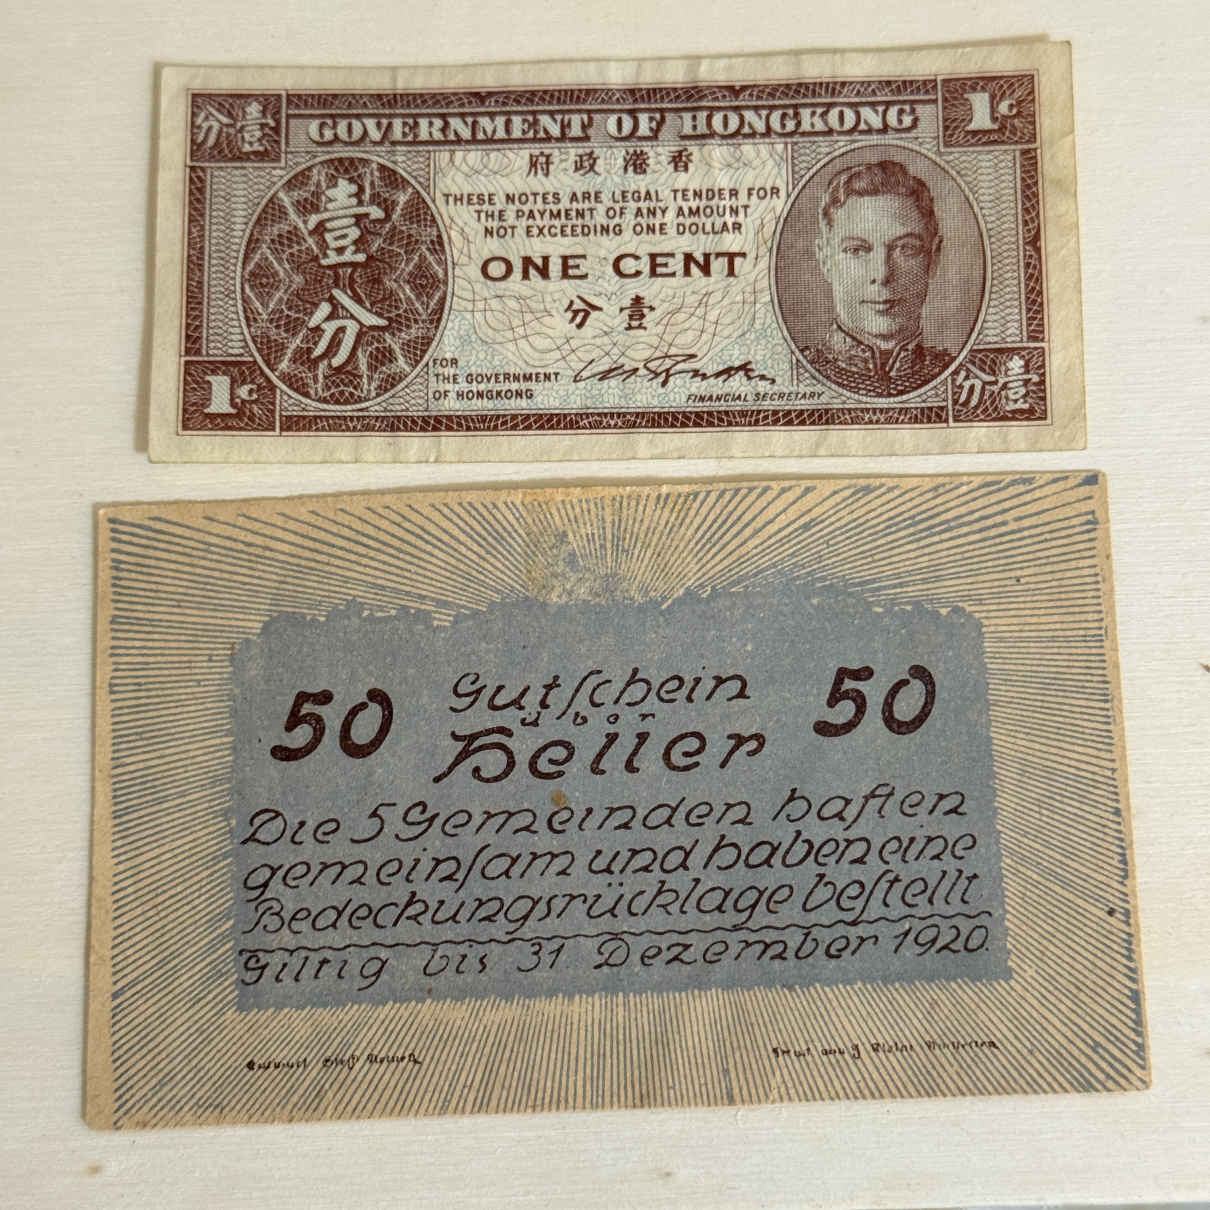 分壹
GOVERNMENT OF HONGKONG
1c
府政港香
壹分
THESE NOTES ARE LEGAL TENDER FOR
THE PAYMENT OF ANY AMOUNT
NOT EXCEEDING ONE DOLLAR
ONE CENT
分壹
FOR
THE GOVERNMENT
OF HONGKONG
FINANCIAL SECRETARY
1c
分壹
50 Gutſchein 50
über
Heller
Die 5 Gemeinden haften
gemeinſam und haben eine
Bedeckungsrücklage beſtellt
Giltig bis 31. Dezember 1920.